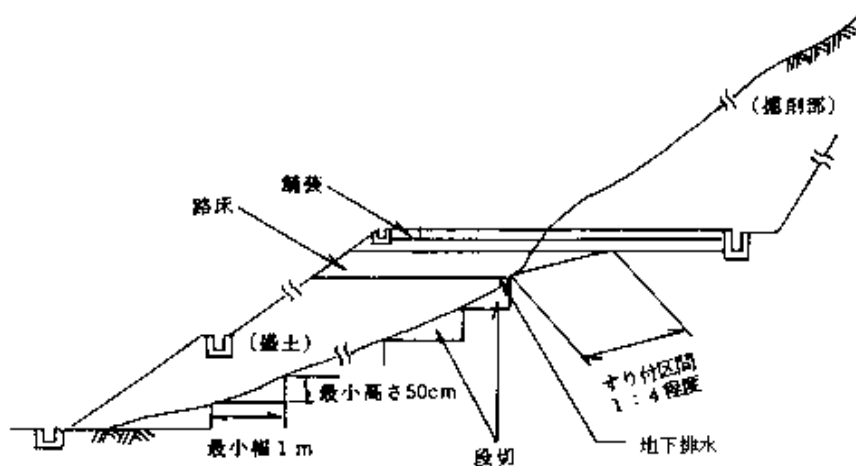 (掘削部)
舗装
路床
(盛土)
すり付区間
1:4程度
最小高さ50cm
最小幅1m
段切
地下排水